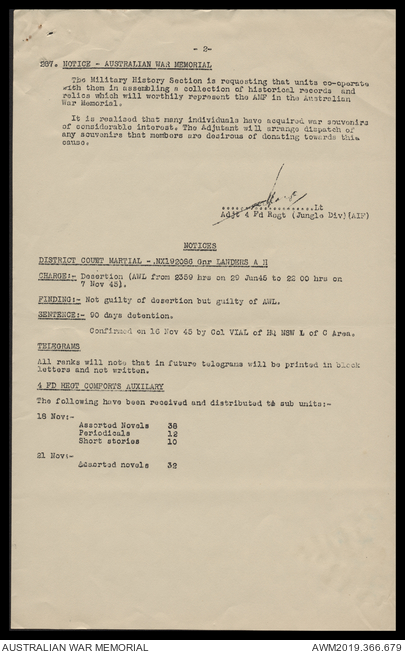 - 2-
287. NOTICE - AUSTRALIAN WAR MEMORIAL
The Military History Section is requesting that units co-operate
with them in assembling a collection of historical records and
relics which will worthily represent the AMF in the Australian
War Memorial.
It is realised that many individuals have acquired war souvenirs
of considerable interest. The Adjutant will arrange dispatch of
any souvenirs that members are decirous of donating towards this
cause.
....................Lt
Adjt 4 Fd Regt (Jungle Div)(AIF)
NOTICES
DISTRICT COURT MARTIAL - .NX192086 Gnr LANDERS A H
CHARGE:- Desertion (AWL from 2359 hrs on 29 Jun45 to 22 00 hrs on
7 Nov 45).
FINDING:- Not guilty of desertion but guilty of AWL.
SENTENCE:- 90 days detention.
Confirmed on 16 Nov 45 by Col VIAL of HQ NSW L of C Area.
TELEGRAMS
All ranks will note that in future telegrams will be printed in block
letters and not written.
4 FD REGT COMFORTS AUXILARY
The following have been received and distributed to sub units:-
18 Nov:-
Assorted Novels 38
Periodicals 12
Short stories 10
21 Nov:-
Assorted novels 32
AUSTRALIAN WAR MEMORIAL
AWM2019.366.679